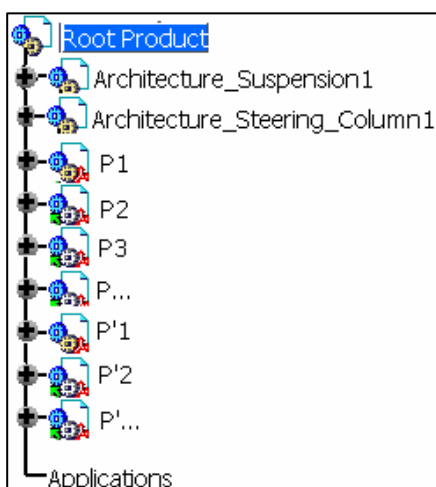 Root Product
Architecture_Suspension1
Architecture_Steering_Column1
P1
P2
P3
P...
P'1
P'2
P'...
Applications